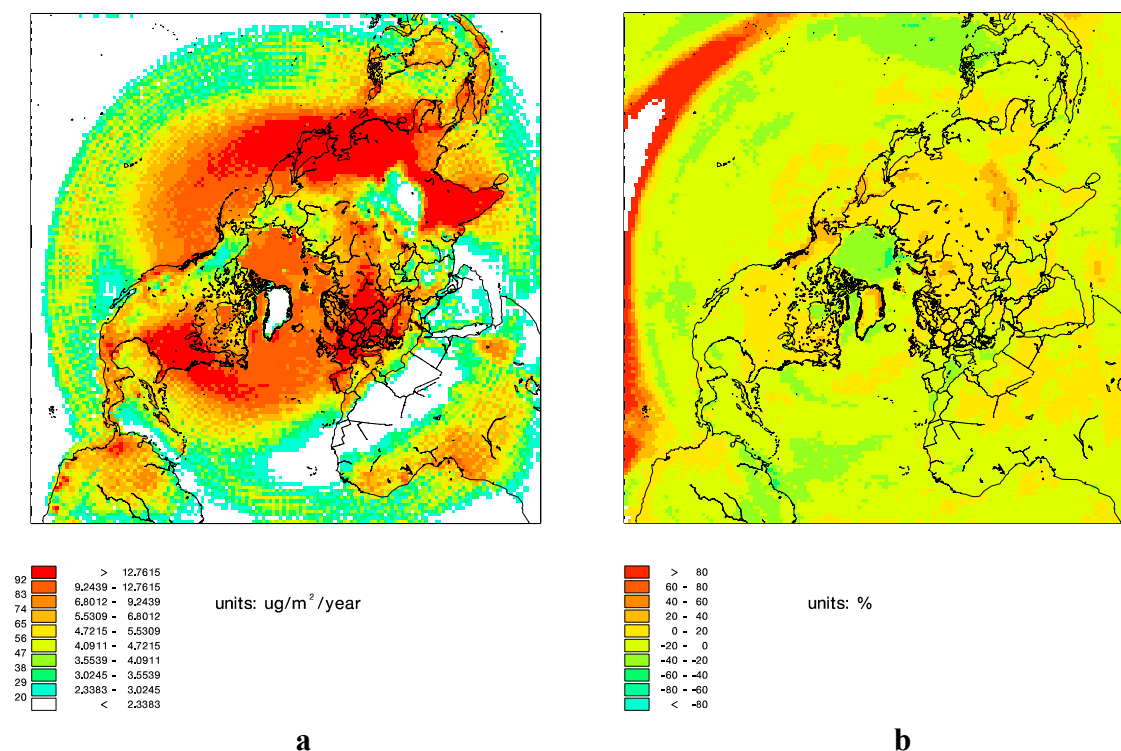 > 12.7615
92
9.2439 - 12.7615
83
6.8012 - 9.2439
74
5.5309 - 6.8012
65
4.7215 - 5.5309
56
4.0911 - 4.7215
47
3.5539 - 4.0911
38
3.0245 - 3.5539
29
2.3383 - 3.0245
20
< 2.3383
units: ug/m²/year
a
> 80
60 - 80
40 - 60
20 - 40
0 - 20
-20 - 0
-40 - -20
-60 - -40
-80 - -60
< -80
units: %
b